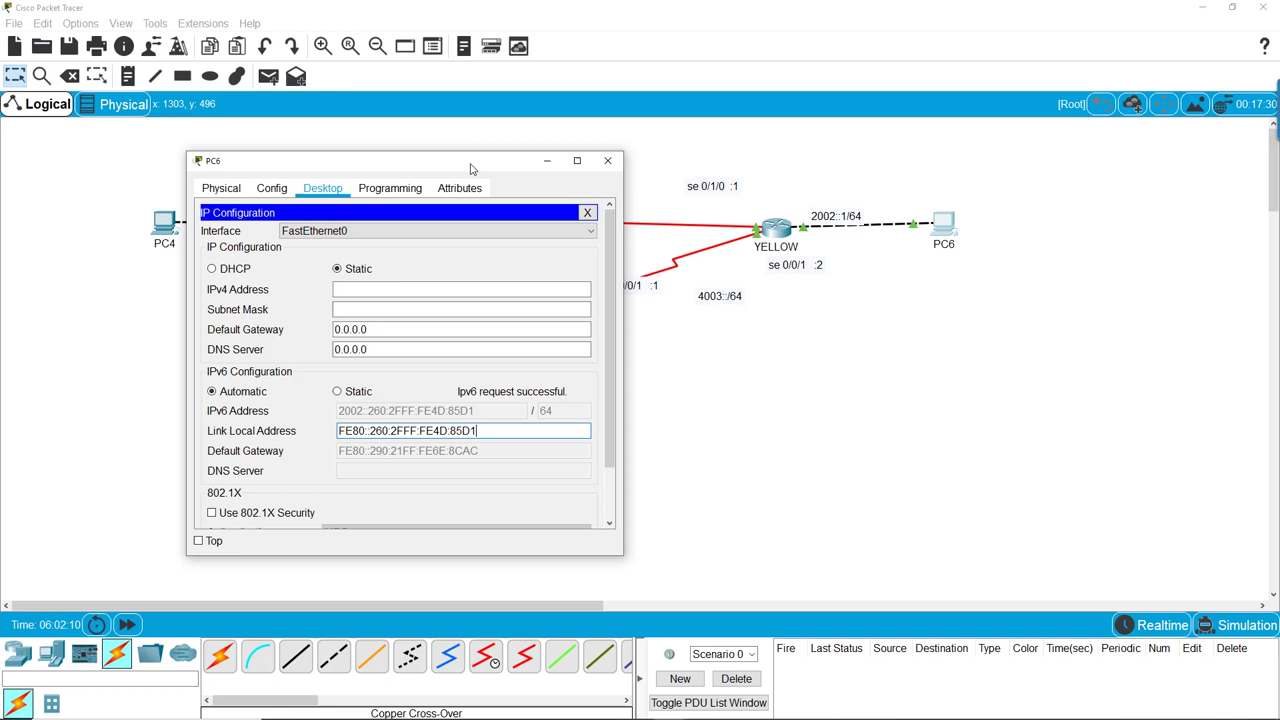 Cisco Packet Tracer
File Edit Options View Tools Extensions Help
Logical Physical x: 1303, y: 496 [Root] 00:17:30
PC6
Physical Config Desktop Programming Attributes
IP Configuration X
Interface FastEthernet0
IP Configuration
DHCP Static
IPv4 Address
Subnet Mask
Default Gateway 0.0.0.0
DNS Server 0.0.0.0
IPv6 Configuration
Automatic Static Ipv6 request successful.
IPv6 Address 2002::260:2FFF:FE4D:85D1 / 64
Link Local Address FE80::260:2FFF:FE4D:85D1
Default Gateway FE80::290:21FF:FE6E:8CAC
DNS Server
802.1X
Use 802.1X Security
Top
PC4
se 0/1/0 :1
2002::1/64
YELLOW
PC6
se 0/0/1 :2
/0/1 :1
4003::/64
Time: 06:02:10 Realtime Simulation
Scenario 0
New Delete
Toggle PDU List Window
Fire Last Status Source Destination Type Color Time(sec) Periodic Num Edit Delete
Copper Cross-Over